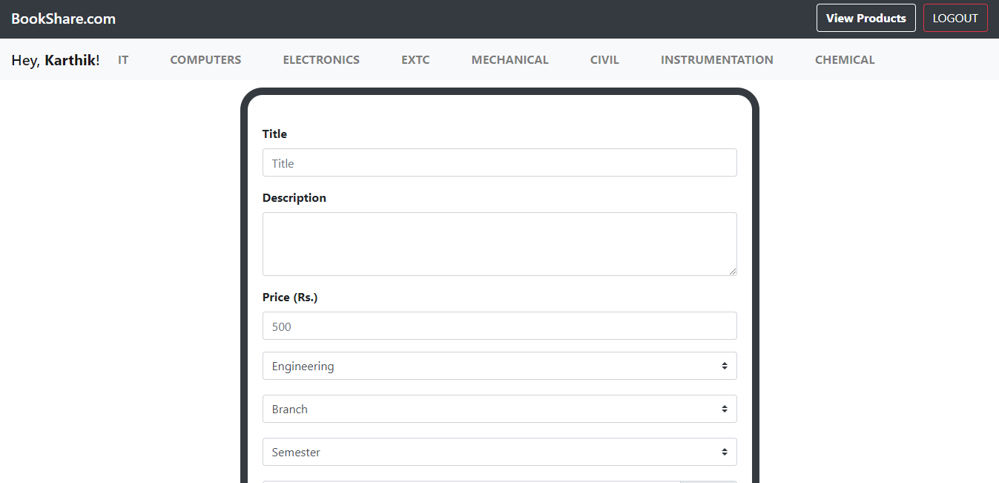 BookShare.com View Products LOGOUT
Hey, Karthik! IT COMPUTERS ELECTRONICS EXTC MECHANICAL CIVIL INSTRUMENTATION CHEMICAL
Title
Title
Description
Price (Rs.)
500
Engineering
Branch
Semester